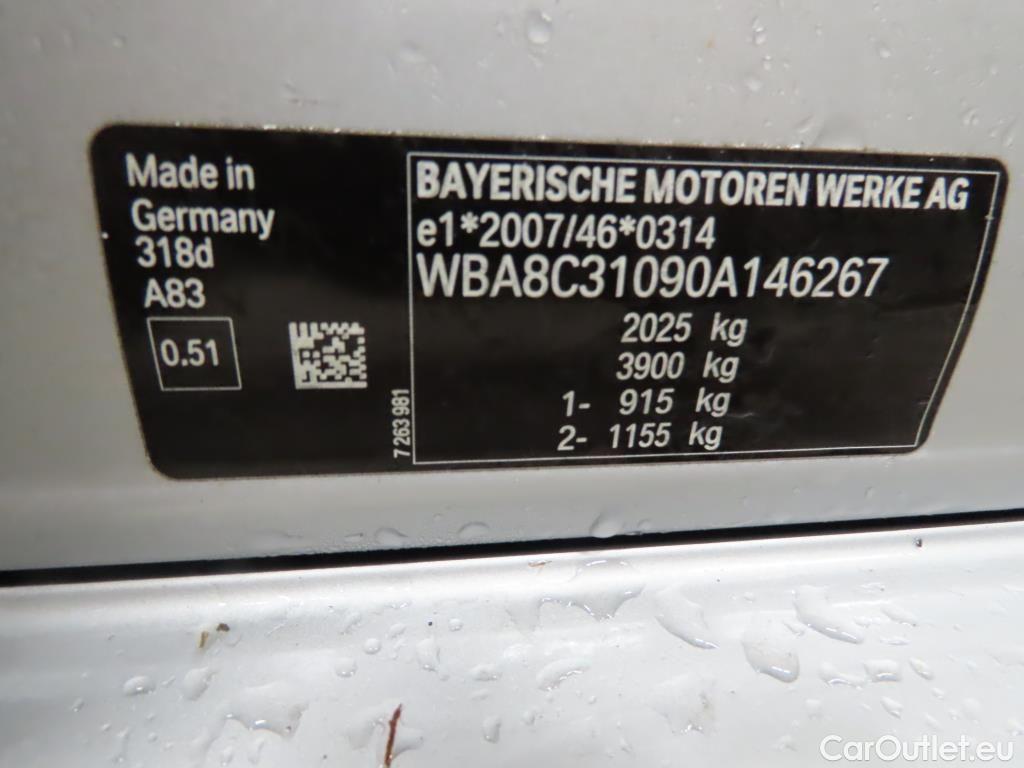 Made in
Germany
318d
A83
0.51
7 263 981
BAYERISCHE MOTOREN WERKE AG
e1*2007/46*0314
WBA8C31090A146267
2025 kg
3900 kg
1- 915 kg
2- 1155 kg
CarOutlet.eu